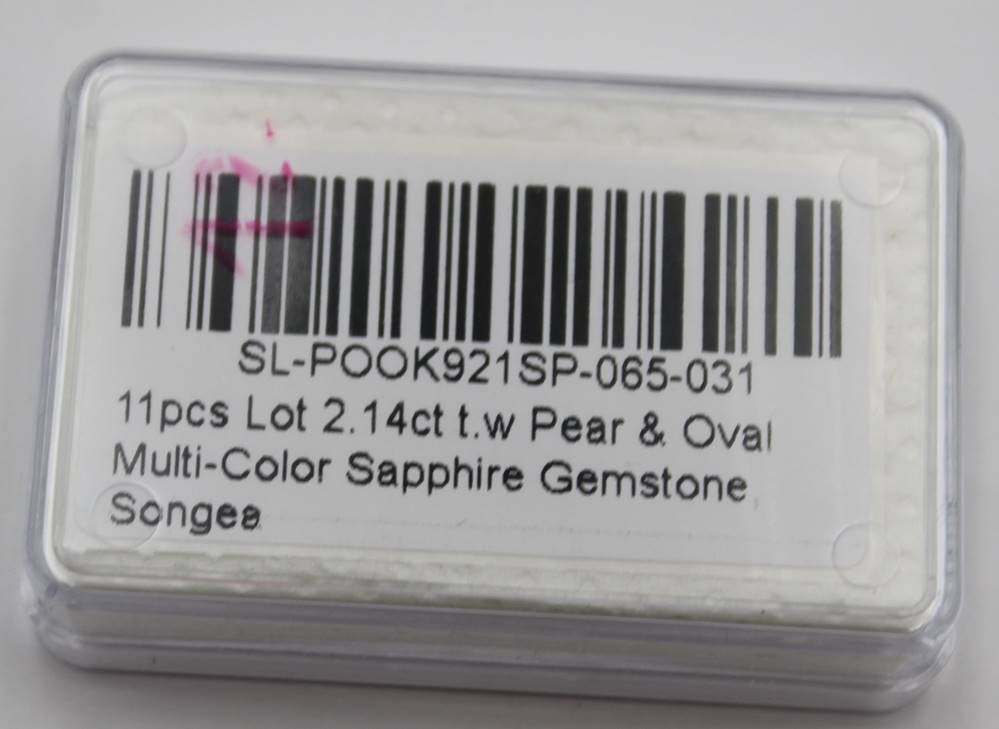 SL-POOK921SP-065-031
11pcs Lot 2.14ct t.w Pear & Oval
Multi-Color Sapphire Gemstone
Songea